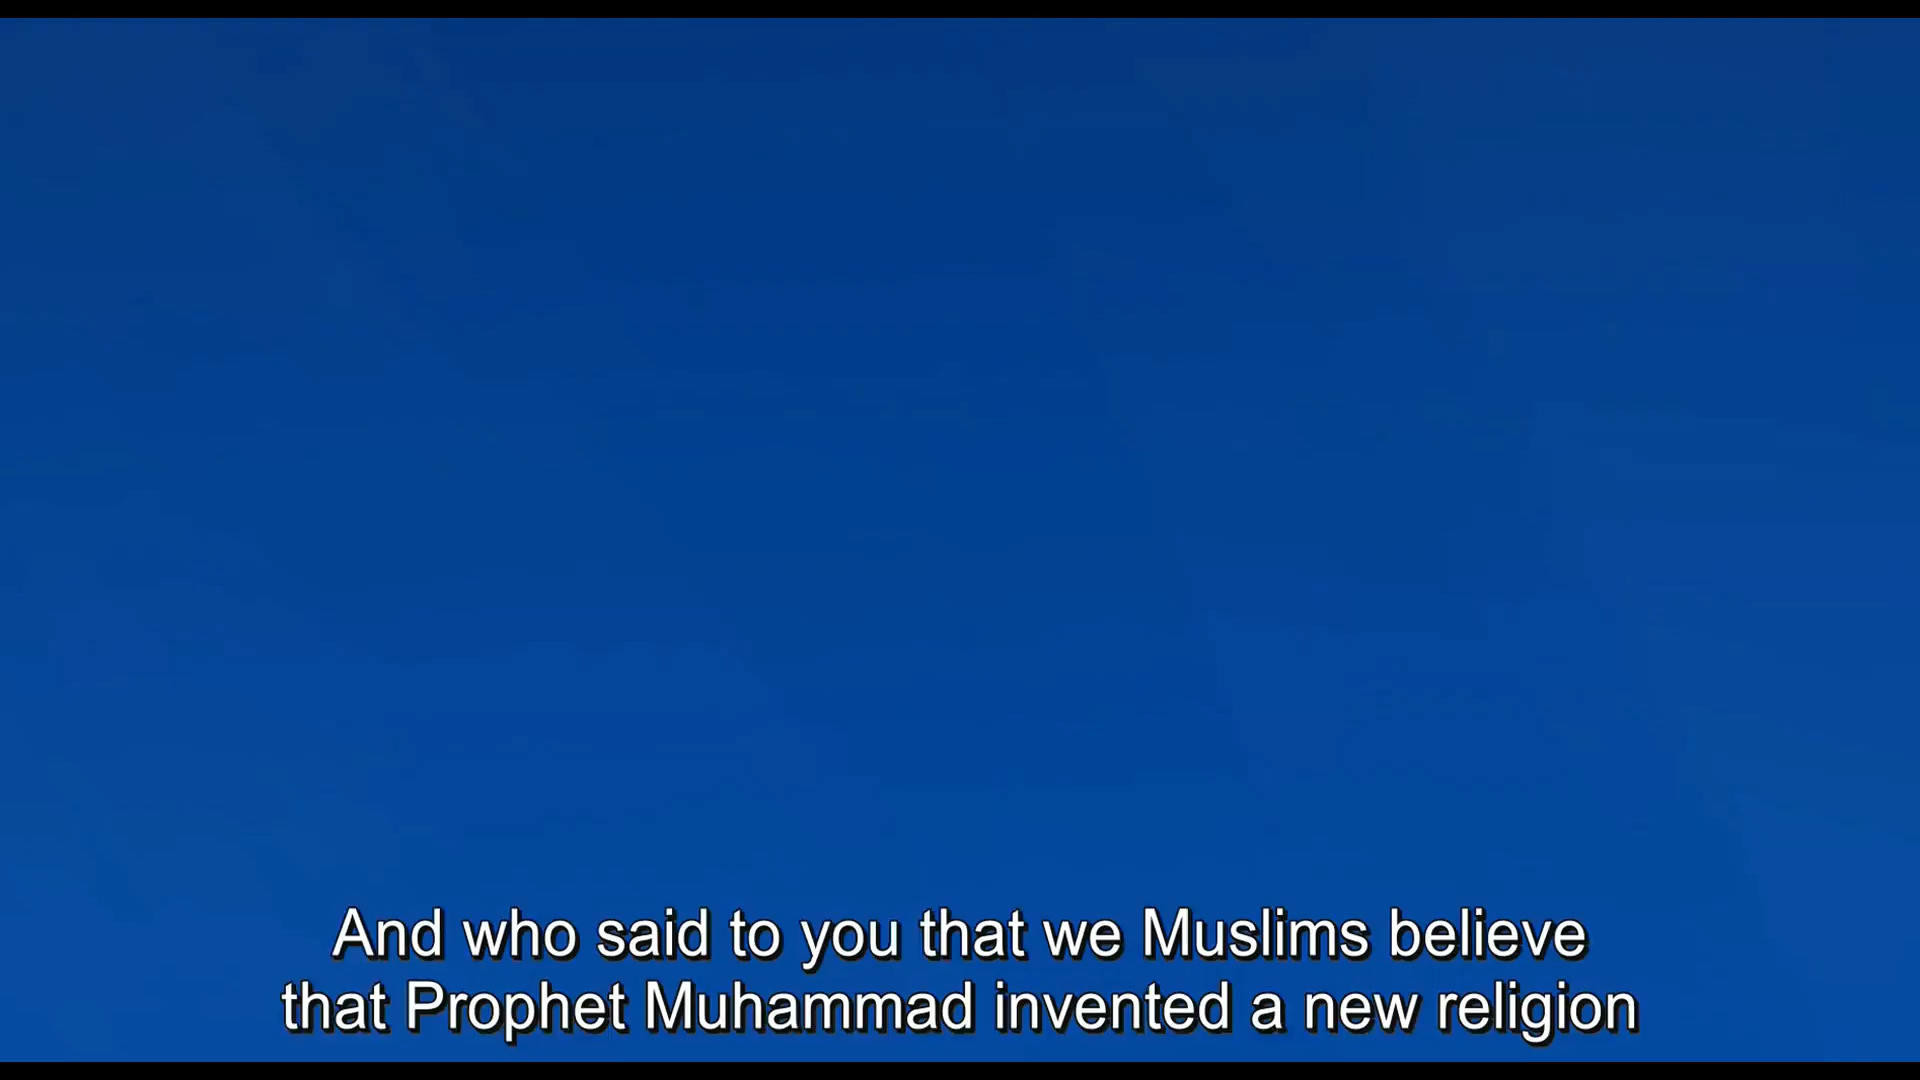 And who said to you that we Muslims believe
that Prophet Muhammad invented a new religion